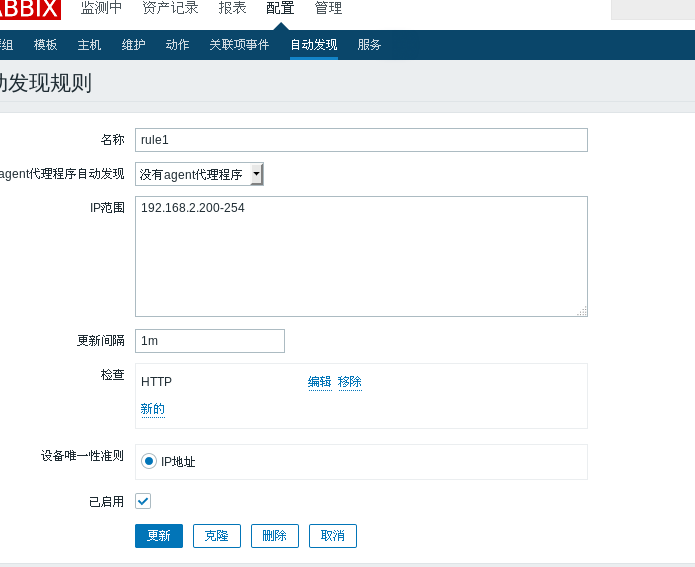 ABBIX 监测中 资产记录 报表 配置 管理
群组 模板 主机 维护 动作 关联项事件 自动发现 服务
动发现规则
名称 rule1
agent代理程序自动发现 没有agent代理程序
IP范围 192.168.2.200-254
更新间隔 1m
检查 HTTP 编辑 移除
新的
设备唯一性准则 IP地址
已启用
更新 克隆 删除 取消